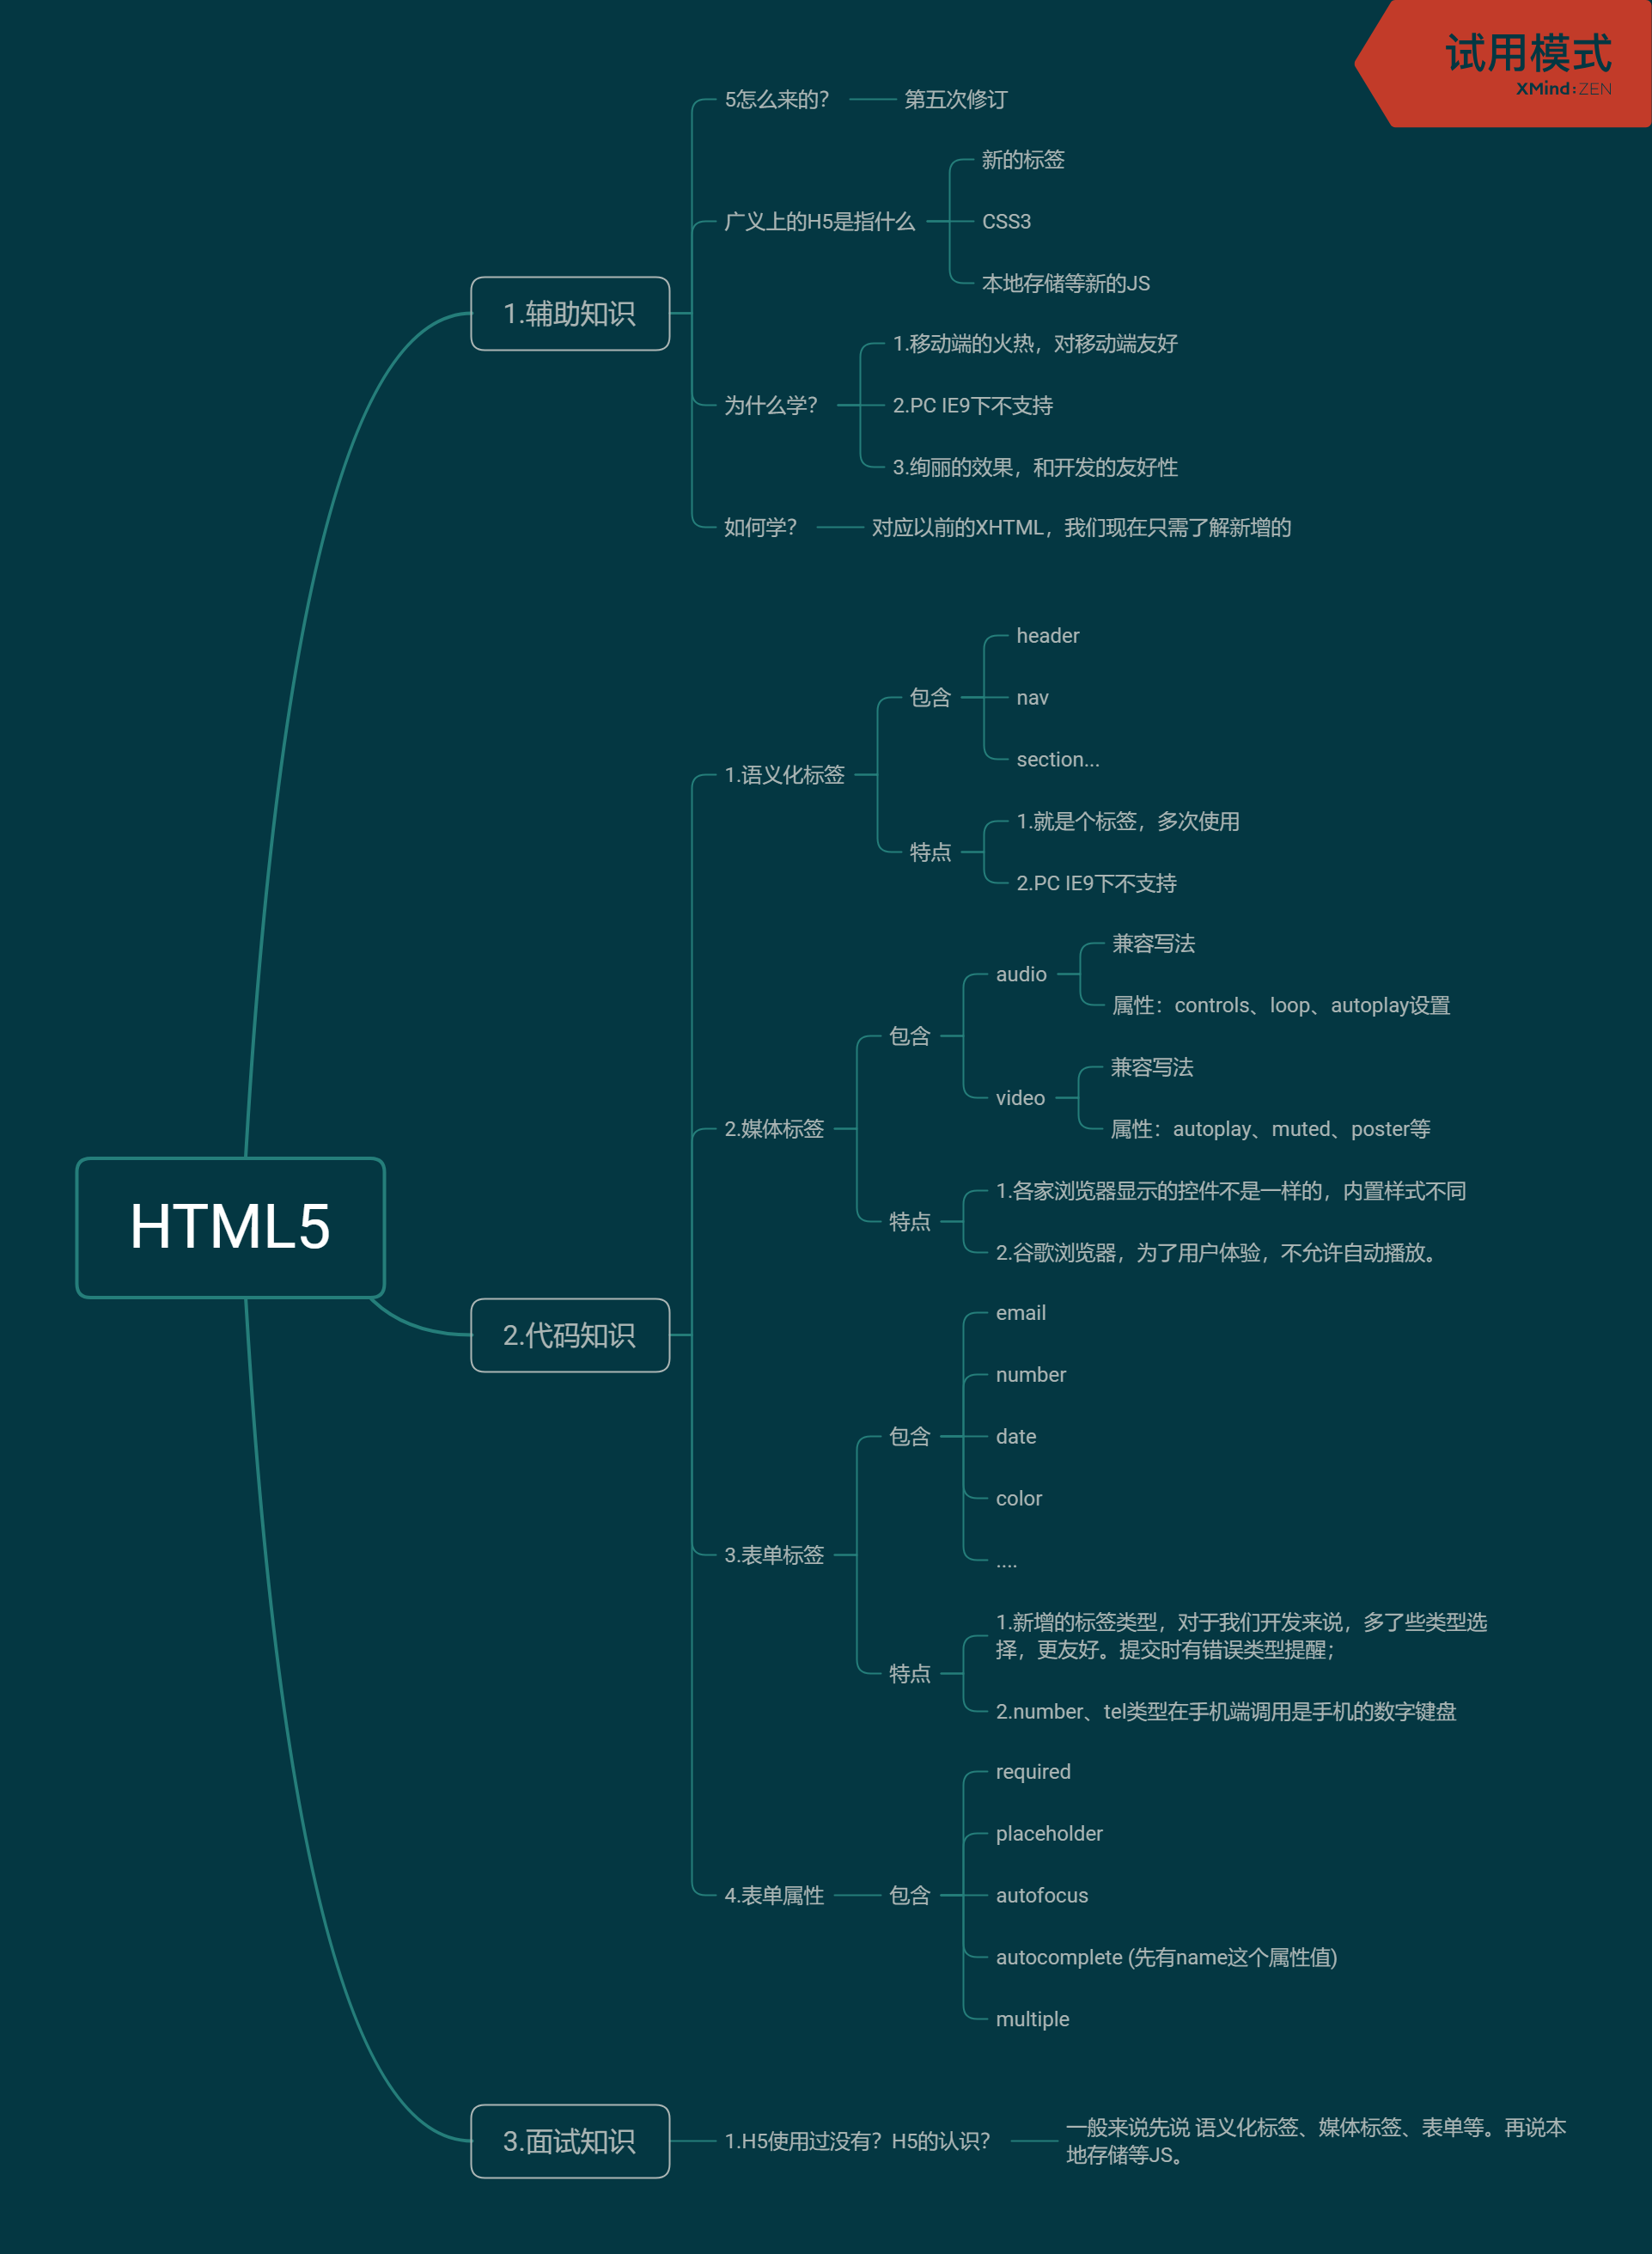 试用模式
XMind:ZEN
5怎么来的？
第五次修订
广义上的H5是指什么
新的标签
CSS3
本地存储等新的JS
1.辅助知识
为什么学？
1.移动端的火热，对移动端友好
2.PC IE9下不支持
3.绚丽的效果，和开发的友好性
如何学？
对应以前的XHTML，我们现在只需了解新增的
HTML5
2.代码知识
1.语义化标签
包含
header
nav
section...
特点
1.就是个标签，多次使用
2.PC IE9下不支持
2.媒体标签
包含
audio
兼容写法
属性：controls、loop、autoplay设置
video
兼容写法
属性：autoplay、muted、poster等
特点
1.各家浏览器显示的控件不是一样的，内置样式不同
2.谷歌浏览器，为了用户体验，不允许自动播放。
3.表单标签
包含
email
number
date
color
....
特点
1.新增的标签类型，对于我们开发来说，多了些类型选
择，更友好。提交时有错误类型提醒；
2.number、tel类型在手机端调用是手机的数字键盘
4.表单属性
包含
required
placeholder
autofocus
autocomplete (先有name这个属性值)
multiple
3.面试知识
1.H5使用过没有？H5的认识？
一般来说先说 语义化标签、媒体标签、表单等。再说本
地存储等JS。